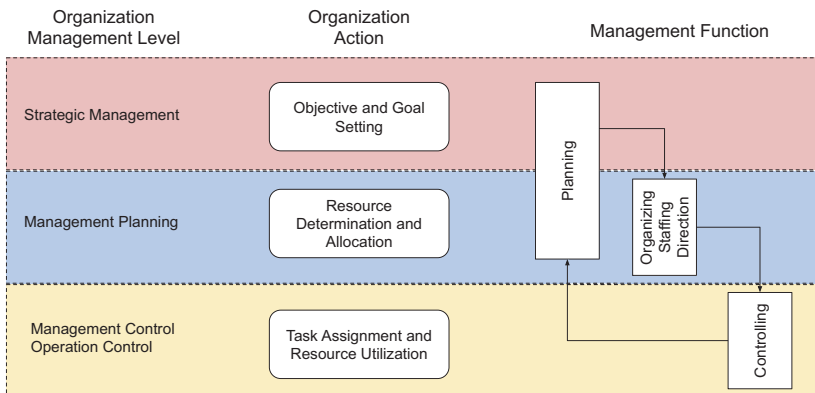 Organization
Management Level
Organization
Action
Management Function
Strategic Management
Objective and Goal
Setting
Planning
Management Planning
Resource
Determination and
Allocation
Organizing
Staffing
Direction
Management Control
Operation Control
Task Assignment and
Resource Utilization
Controlling